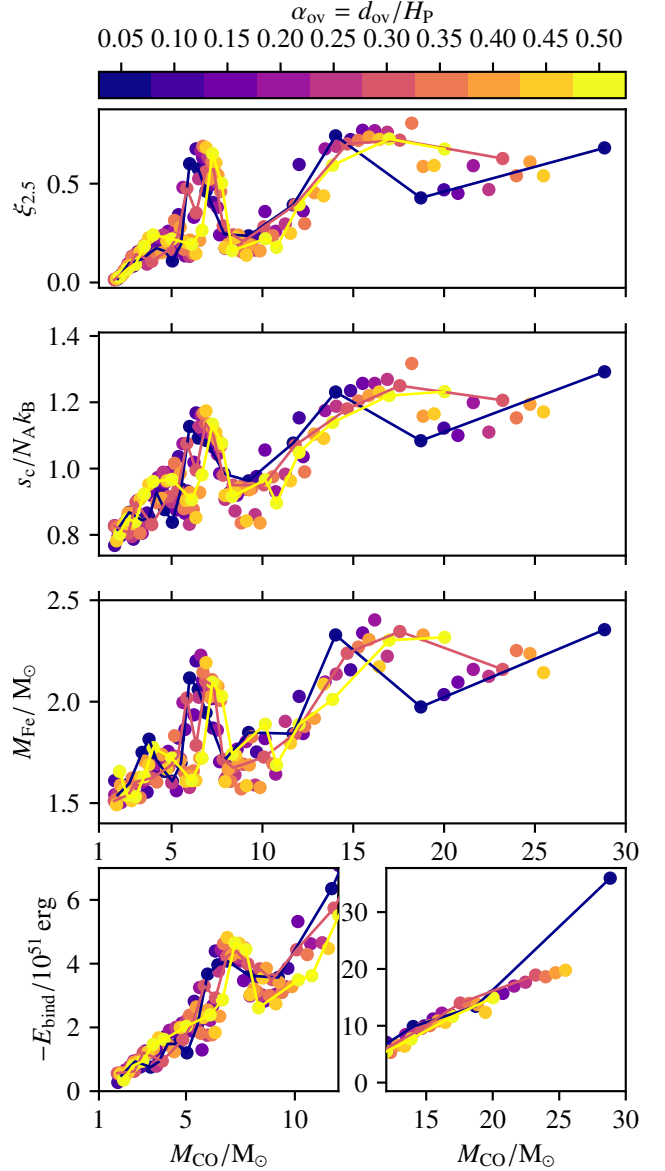 α_ov = d_ov/H_P
0.05 0.10 0.15 0.20 0.25 0.30 0.35 0.40 0.45 0.50
ξ_2.5
0.5
0.0
s_c/N_A k_B
1.4
1.2
1.0
0.8
M_Fe/ M_⊙
2.5
2.0
1.5
1 5 10 15 20 25 30
−E_bind/10^51 erg
6
4
2
0
1 5 10
M_CO/M_⊙
30
20
10
0
15 20 25 30
M_CO/M_⊙